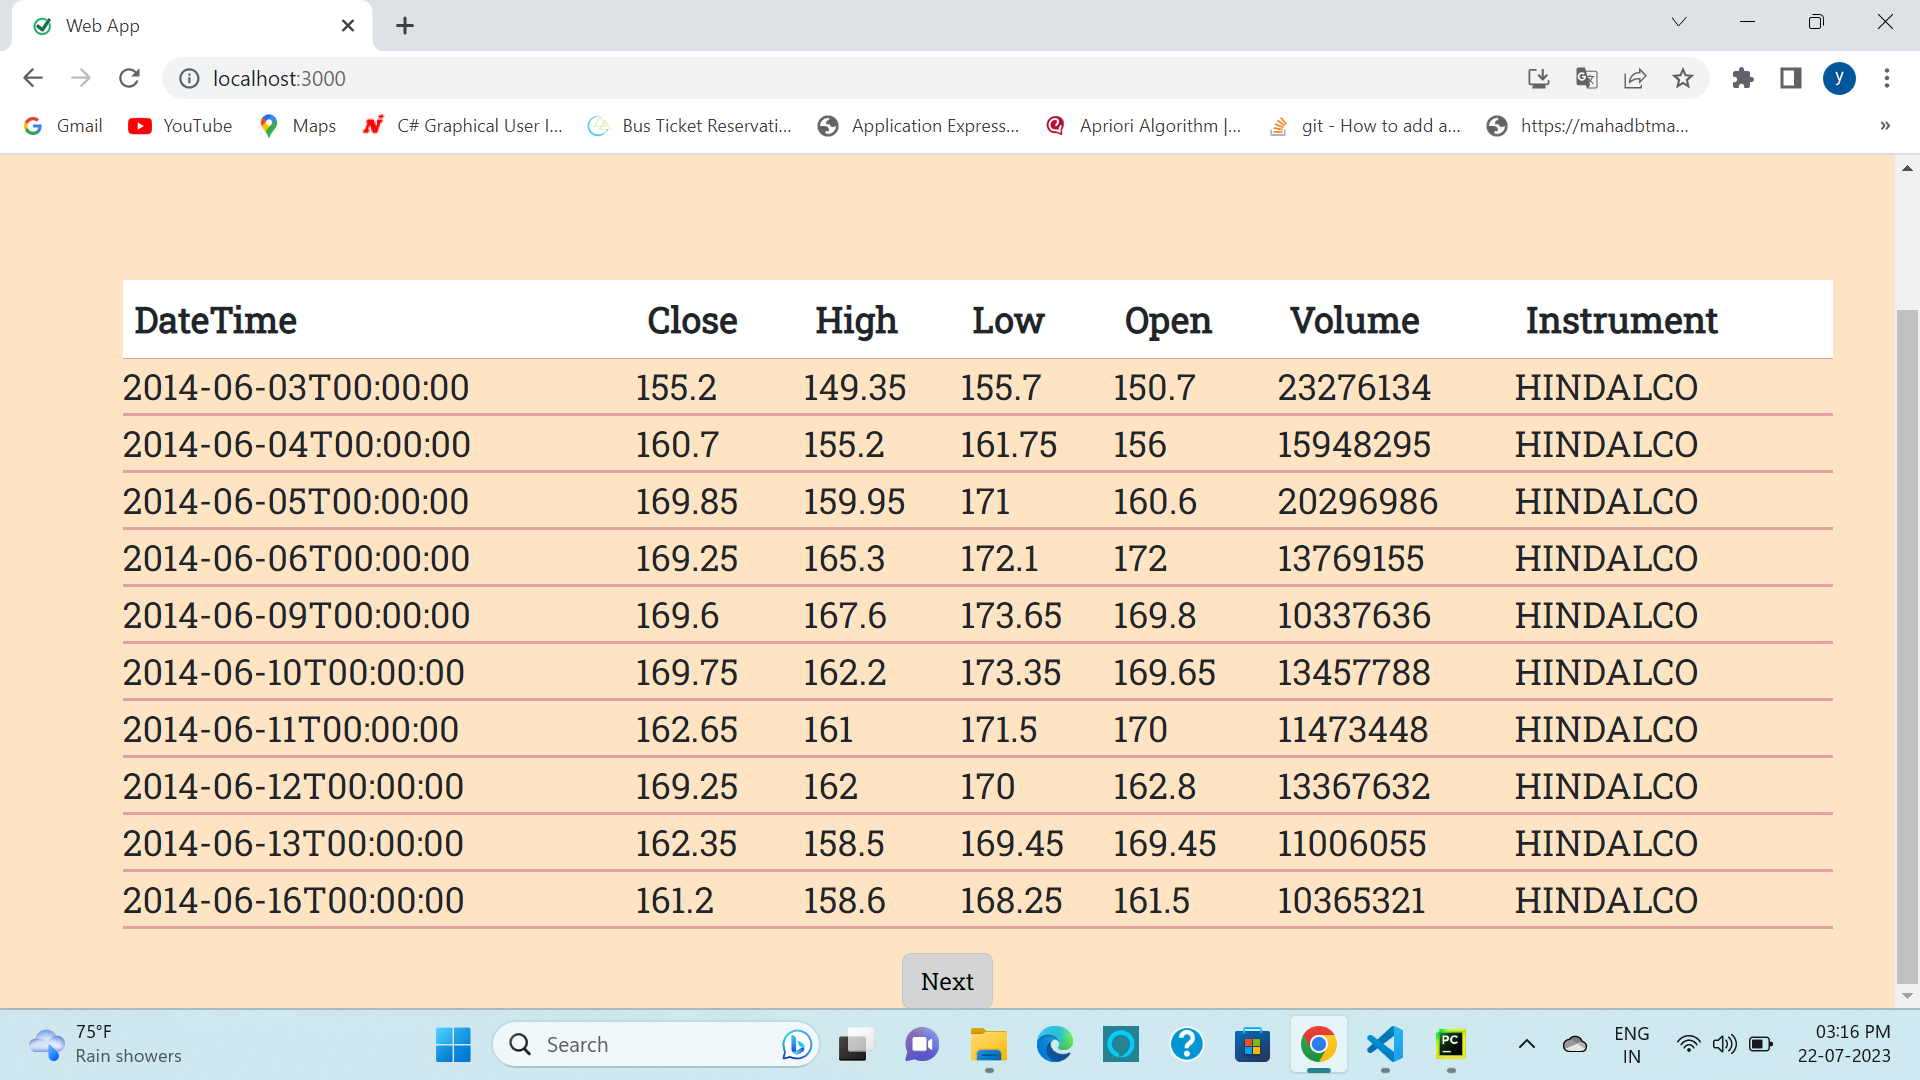 Web App
localhost:3000
Gmail YouTube Maps C# Graphical User I... Bus Ticket Reservati... Application Express... Apriori Algorithm |... git - How to add a... https://mahadbtma... »
y
DateTime Close High Low Open Volume Instrument
2014-06-03T00:00:00 155.2 149.35 155.7 150.7 23276134 HINDALCO
2014-06-04T00:00:00 160.7 155.2 161.75 156 15948295 HINDALCO
2014-06-05T00:00:00 169.85 159.95 171 160.6 20296986 HINDALCO
2014-06-06T00:00:00 169.25 165.3 172.1 172 13769155 HINDALCO
2014-06-09T00:00:00 169.6 167.6 173.65 169.8 10337636 HINDALCO
2014-06-10T00:00:00 169.75 162.2 173.35 169.65 13457788 HINDALCO
2014-06-11T00:00:00 162.65 161 171.5 170 11473448 HINDALCO
2014-06-12T00:00:00 169.25 162 170 162.8 13367632 HINDALCO
2014-06-13T00:00:00 162.35 158.5 169.45 169.45 11006055 HINDALCO
2014-06-16T00:00:00 161.2 158.6 168.25 161.5 10365321 HINDALCO
Next
75°F
Rain showers
Search
PC
ENG
IN
03:16 PM
22-07-2023